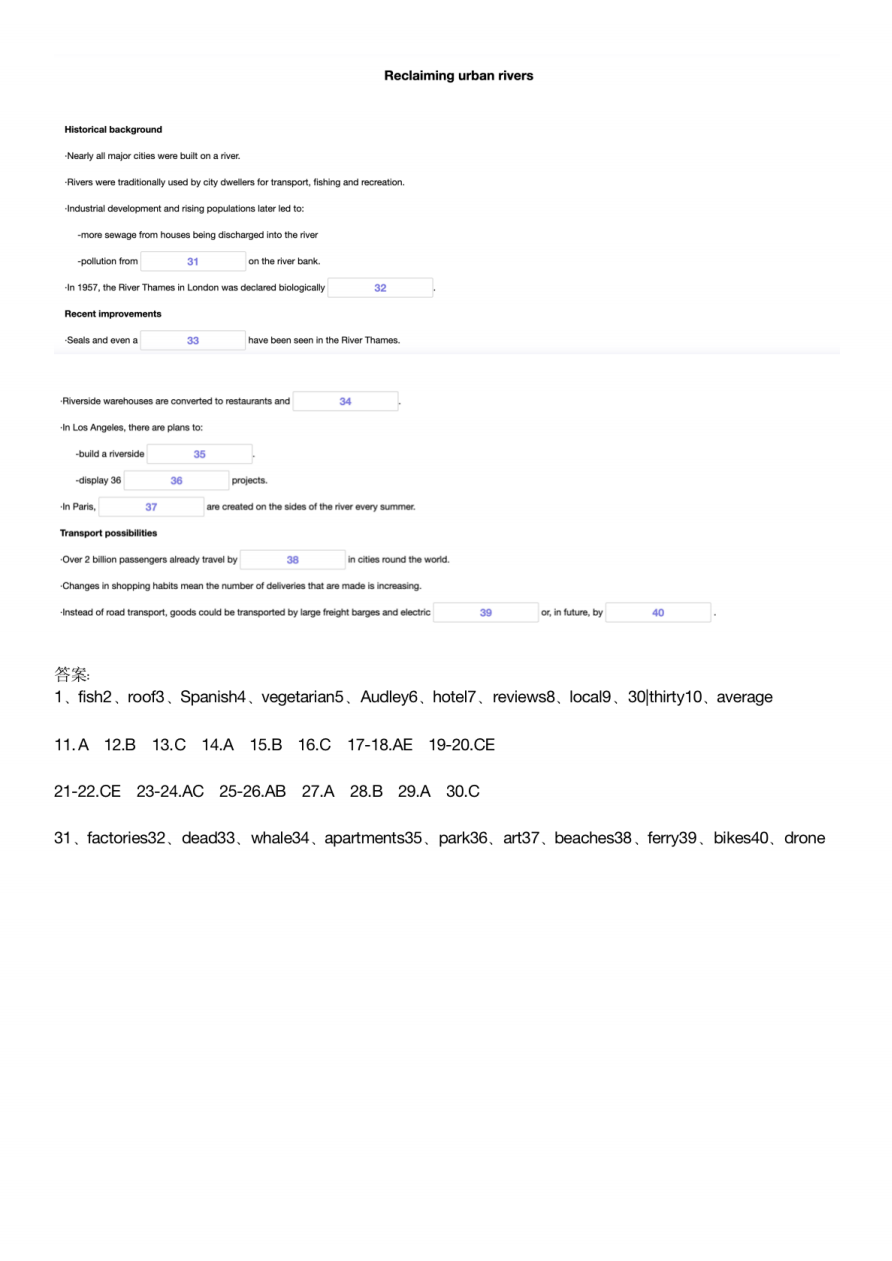 Reclaiming urban rivers
Historical background
·Nearly all major cities were built on a river.
·Rivers were traditionally used by city dwellers for transport, fishing and recreation.
·Industrial development and rising populations later led to:
-more sewage from houses being discharged into the river
-pollution from 31 on the river bank.
·In 1957, the River Thames in London was declared biologically 32 .
Recent improvements
·Seals and even a 33 have been seen in the River Thames.
·Riverside warehouses are converted to restaurants and 34 .
·In Los Angeles, there are plans to:
-build a riverside 35 .
-display 36 36 projects.
·In Paris, 37 are created on the sides of the river every summer.
Transport possibilities
·Over 2 billion passengers already travel by 38 in cities round the world.
·Changes in shopping habits mean the number of deliveries that are made is increasing.
·Instead of road transport, goods could be transported by large freight barges and electric 39 or, in future, by 40 .
答案:
1、fish2、roof3、Spanish4、vegetarian5、Audley6、hotel7、reviews8、local9、30|thirty10、average
11. A 12.B 13.C 14.A 15.B 16.C 17-18.AE 19-20.CE
21-22.CE 23-24.AC 25-26.AB 27.A 28.B 29.A 30.C
31、factories32、dead33、whale34、apartments35、park36、art37、beaches38、ferry39、bikes40、drone